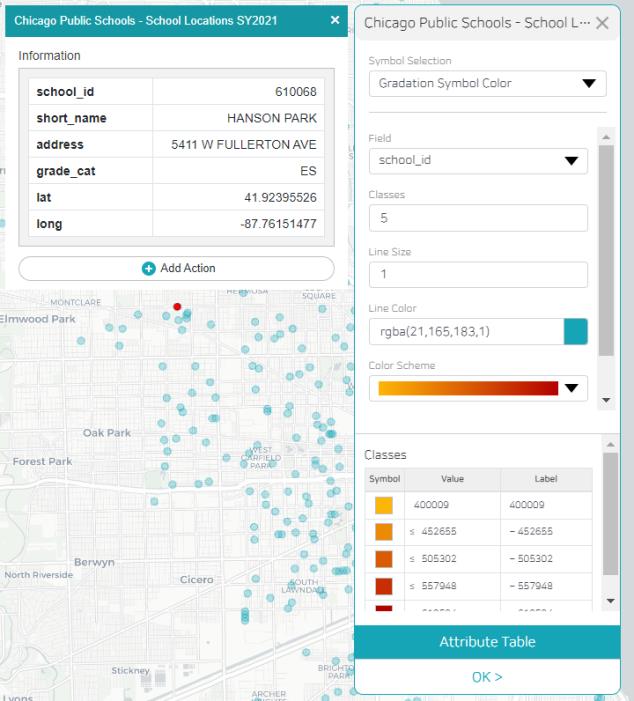 Chicago Public Schools - School Locations SY2021
Information
school_id 610068
short_name HANSON PARK
address 5411 W FULLERTON AVE
grade_cat ES
lat 41.92395526
long -87.76151477
Add Action
MONTCLARE
HERMOSA
SQUARE
Elmwood Park
Oak Park
WEST
GARFIELD
PARK
Forest Park
Berwyn
North Riverside
Cicero
SOUTH
LAWNDALE
Stickney
BRIGHTO
PARK
Lyons
ARCHER
HEIGHTS
Chicago Public Schools - School L···
Symbol Selection
Gradation Symbol Color
Field
school_id
Classes
5
Line Size
1
Line Color
rgba(21,165,183,1)
Color Scheme
Classes
Symbol Value Label
400009 400009
≤ 452655 ~ 452655
≤ 505302 ~ 505302
≤ 557948 ~ 557948
Attribute Table
OK >